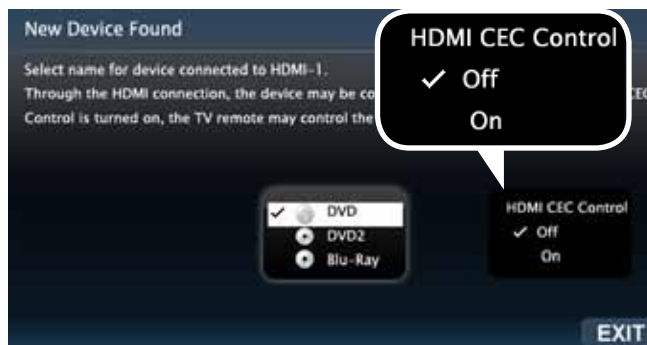 New Device Found
Select name for device connected to HDMI-1.
Through the HDMI connection, the device may be
Control is turned on, the TV remote may control the
HDMI CEC Control
✓ Off
On
✓ DVD
DVD2
Blu-Ray
HDMI CEC Control
✓ Off
On
EXIT